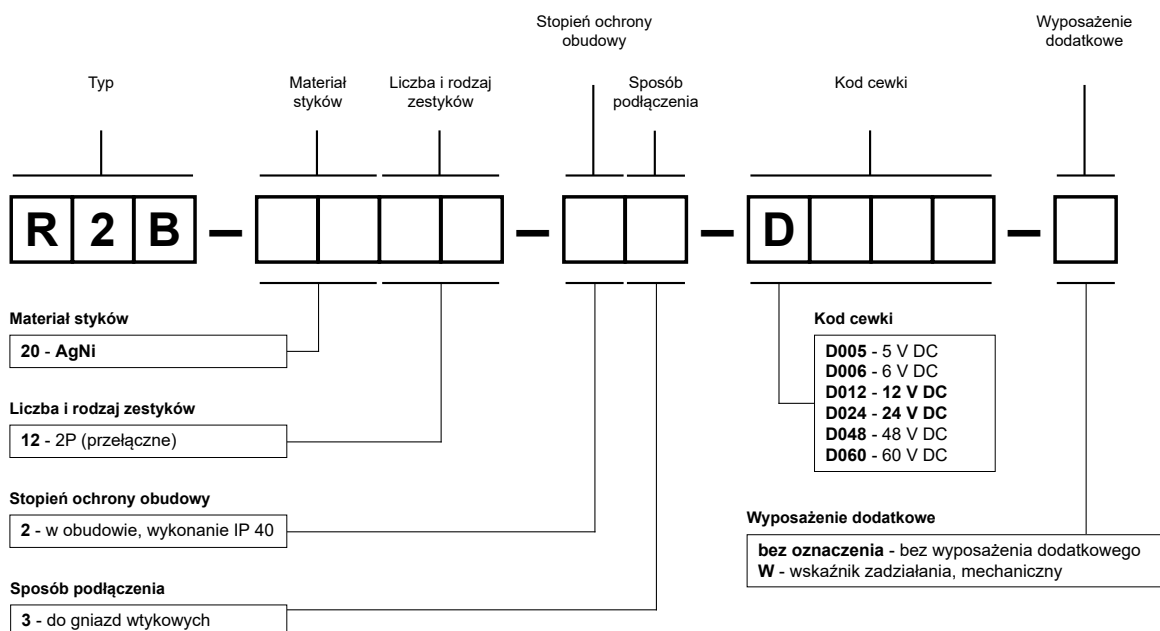 Stopień ochrony
obudowy
Wyposażenie
dodatkowe
Typ
Materiał
styków
Liczba i rodzaj
zestyków
Sposób
podłączenia
Kod cewki
R 2 B – – – D –
Materiał styków
20 - AgNi
Liczba i rodzaj zestyków
12 - 2P (przełączne)
Stopień ochrony obudowy
2 - w obudowie, wykonanie IP 40
Sposób podłączenia
3 - do gniazd wtykowych
Kod cewki
D005 - 5 V DC
D006 - 6 V DC
D012 - 12 V DC
D024 - 24 V DC
D048 - 48 V DC
D060 - 60 V DC
Wyposażenie dodatkowe
bez oznaczenia - bez wyposażenia dodatkowego
W - wskaźnik zadziałania, mechaniczny